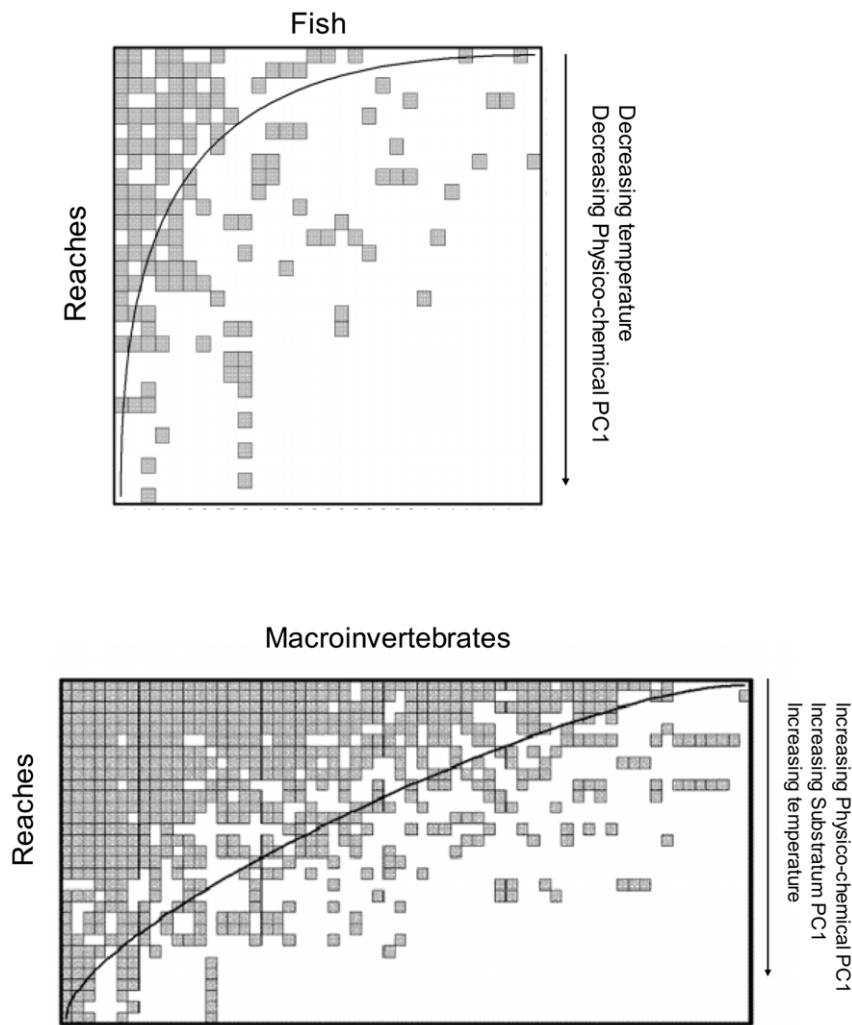 Fish
Reaches
Decreasing temperature
Decreasing Physico-chemical PC1
Macroinvertebrates
Reaches
Increasing Physico-chemical PC1
Increasing Substratum PC1
Increasing temperature